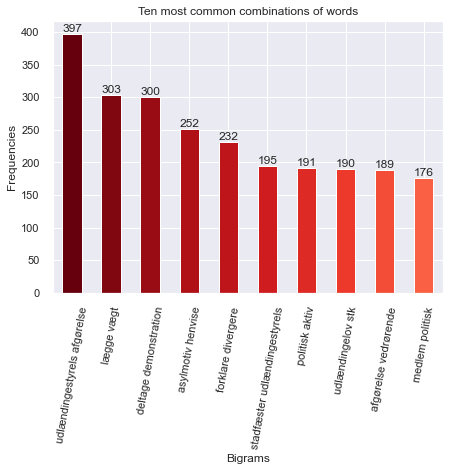 Ten most common combinations of words
Frequencies
400
350
300
250
200
150
100
50
0
397
303
300
252
232
195
191
190
189
176
udlændingestyrels afgørelse
lægge vægt
deltage demonstration
asylmotiv henvise
forklare divergere
stadfæster udlændingestyrels
politisk aktiv
udlændingelov stk
afgørelse vedrørende
medlem politisk
Bigrams